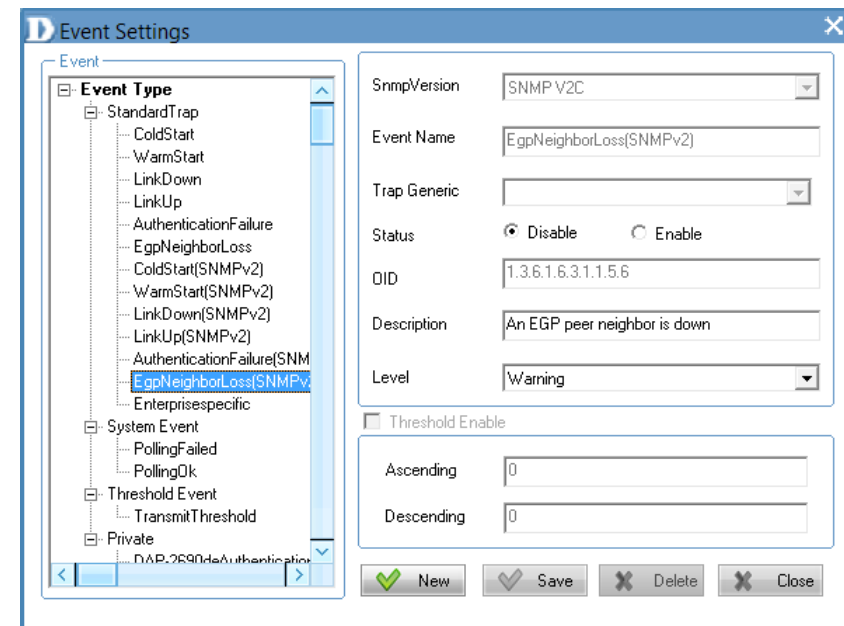 D Event Settings
Event
Event Type
StandardTrap
ColdStart
WarmStart
LinkDown
LinkUp
AuthenticationFailure
EgpNeighborLoss
ColdStart(SNMPv2)
WarmStart(SNMPv2)
LinkDown(SNMPv2)
LinkUp(SNMPv2)
AuthenticationFailure(SNM
EgpNeighborLoss(SNMPv2
Enterprisespecific
System Event
PollingFailed
PollingOk
Threshold Event
TransmitThreshold
Private
DAP-2690deAuthentication
SnmpVersion
SNMP V2C
Event Name
EgpNeighborLoss(SNMPv2)
Trap Generic
Status
Disable Enable
OID
1.3.6.1.6.3.1.1.5.6
Description
An EGP peer neighbor is down
Level
Warning
Threshold Enable
Ascending
0
Descending
0
New Save Delete Close